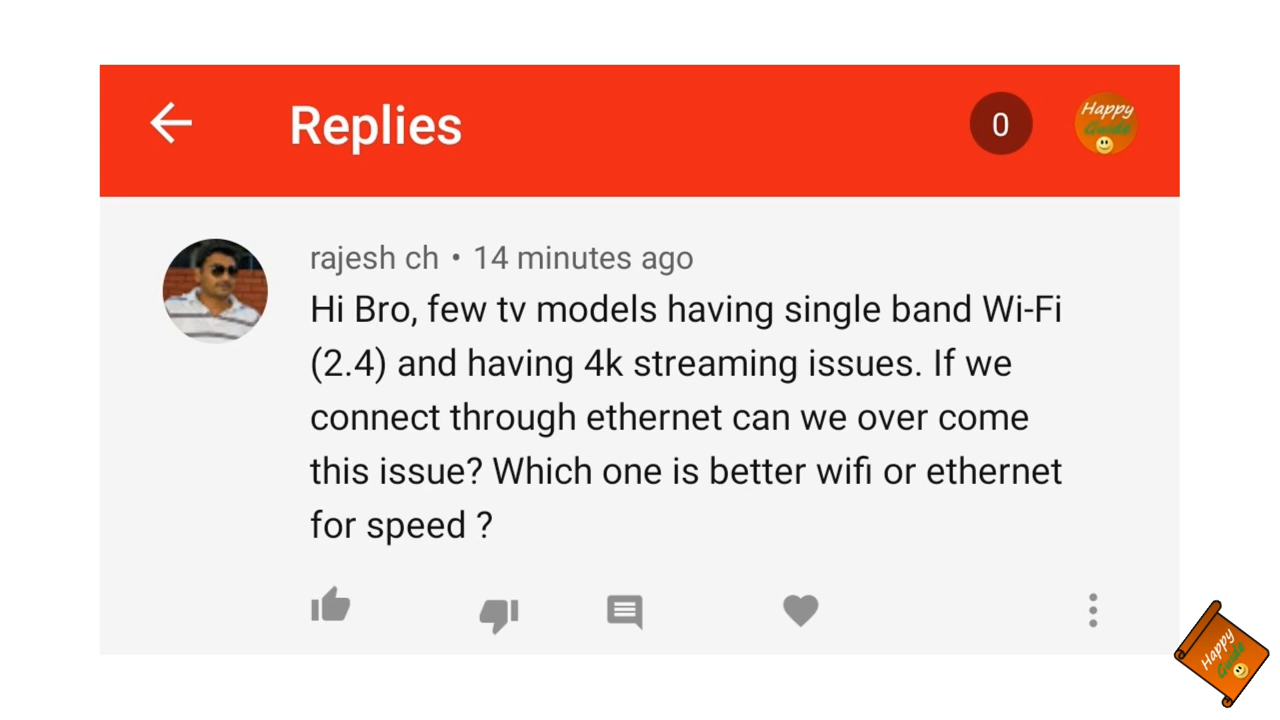 Replies
0
Happy
Guide
rajesh ch • 14 minutes ago
Hi Bro, few tv models having single band Wi-Fi
(2.4) and having 4k streaming issues. If we
connect through ethernet can we over come
this issue? Which one is better wifi or ethernet
for speed ?
Happy
Guide